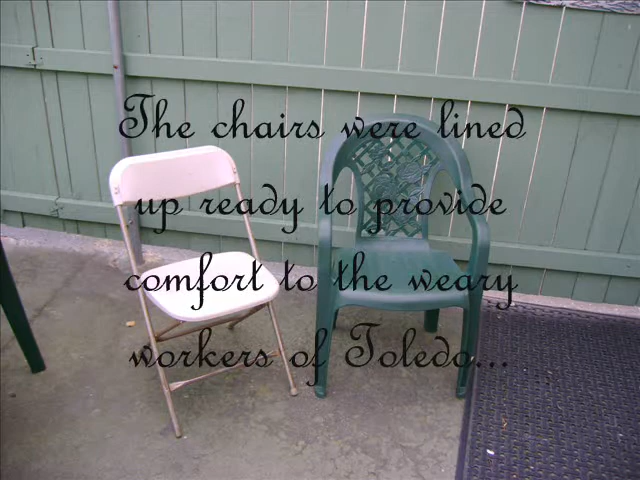 The chairs were lined
up ready to provide
comfort to the weary
workers of Toledo...